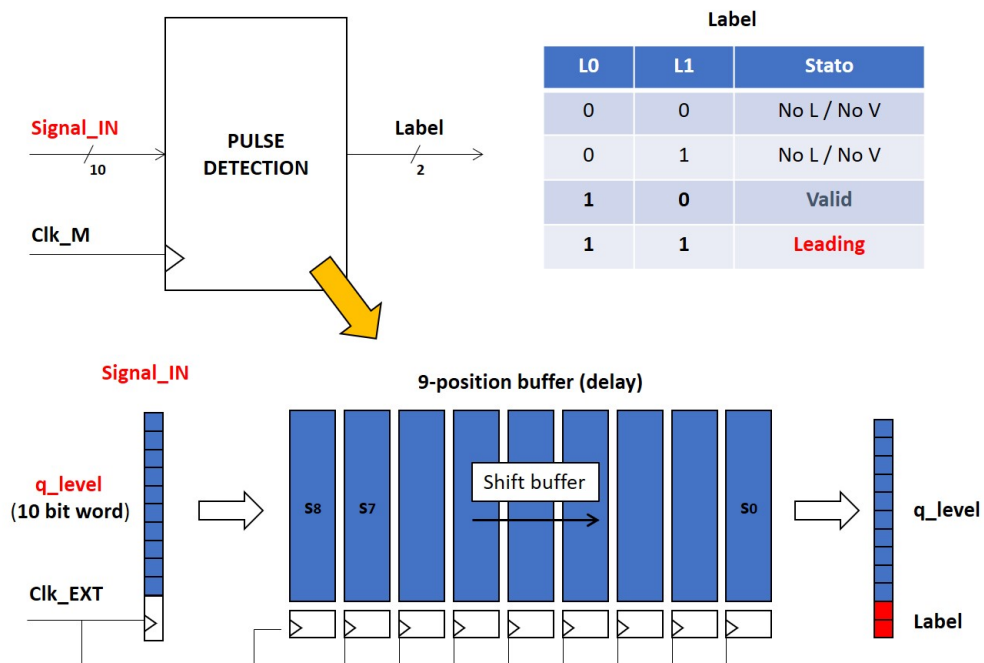 Label
L0 L1 Stato
0 0 No L / No V
0 1 No L / No V
1 0 Valid
1 1 Leading
Signal_IN
10
PULSE
DETECTION
Label
2
Clk_M
Signal_IN
9-position buffer (delay)
q_level
(10 bit word)
S8 S7 S0
Shift buffer
q_level
Clk_EXT
Label